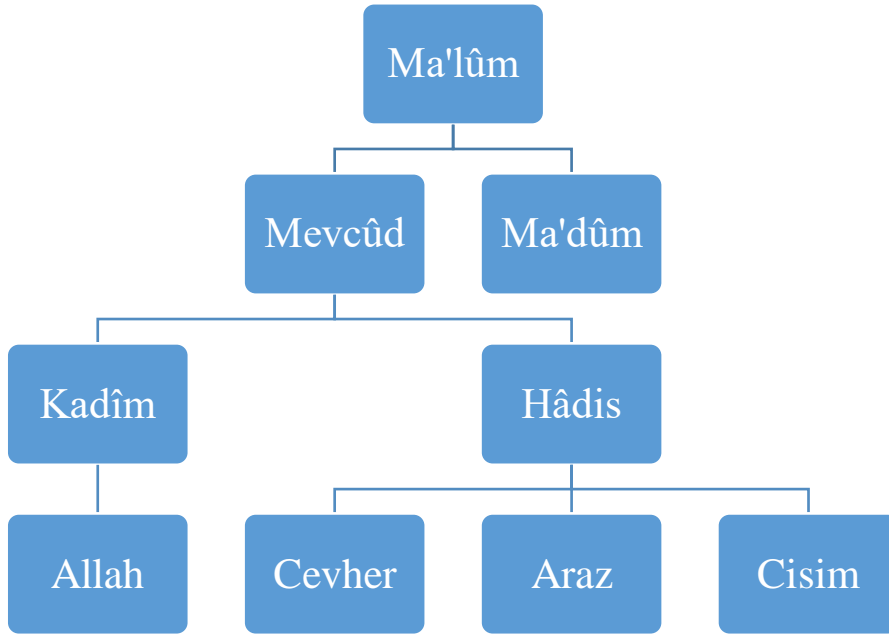 Ma'lûm
Mevcûd
Ma'dûm
Kadîm
Hâdis
Allah
Cevher
Araz
Cisim